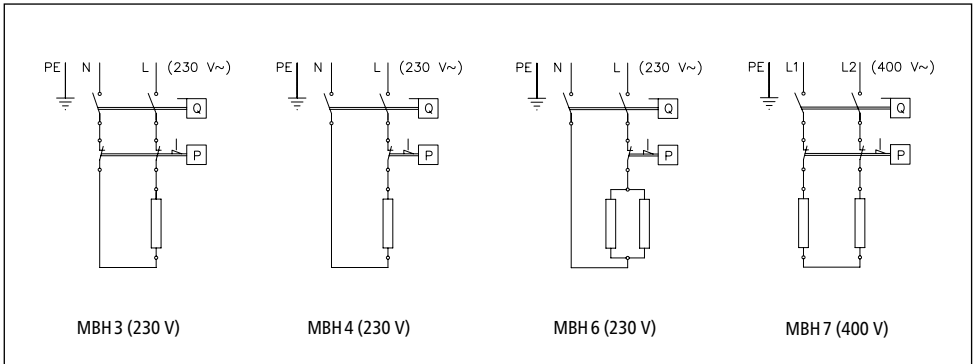 PE N L (230 V~)
Q
P
MBH 3 (230 V)
PE N L (230 V~)
Q
P
MBH 4 (230 V)
PE N L (230 V~)
Q
P
MBH 6 (230 V)
PE L1 L2 (400 V~)
Q
P
MBH 7 (400 V)